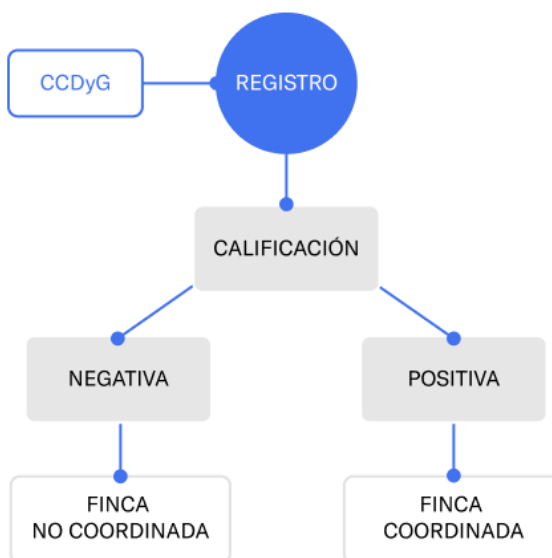 CCDyG
REGISTRO
CALIFICACIÓN
NEGATIVA
POSITIVA
FINCA
NO COORDINADA
FINCA
COORDINADA